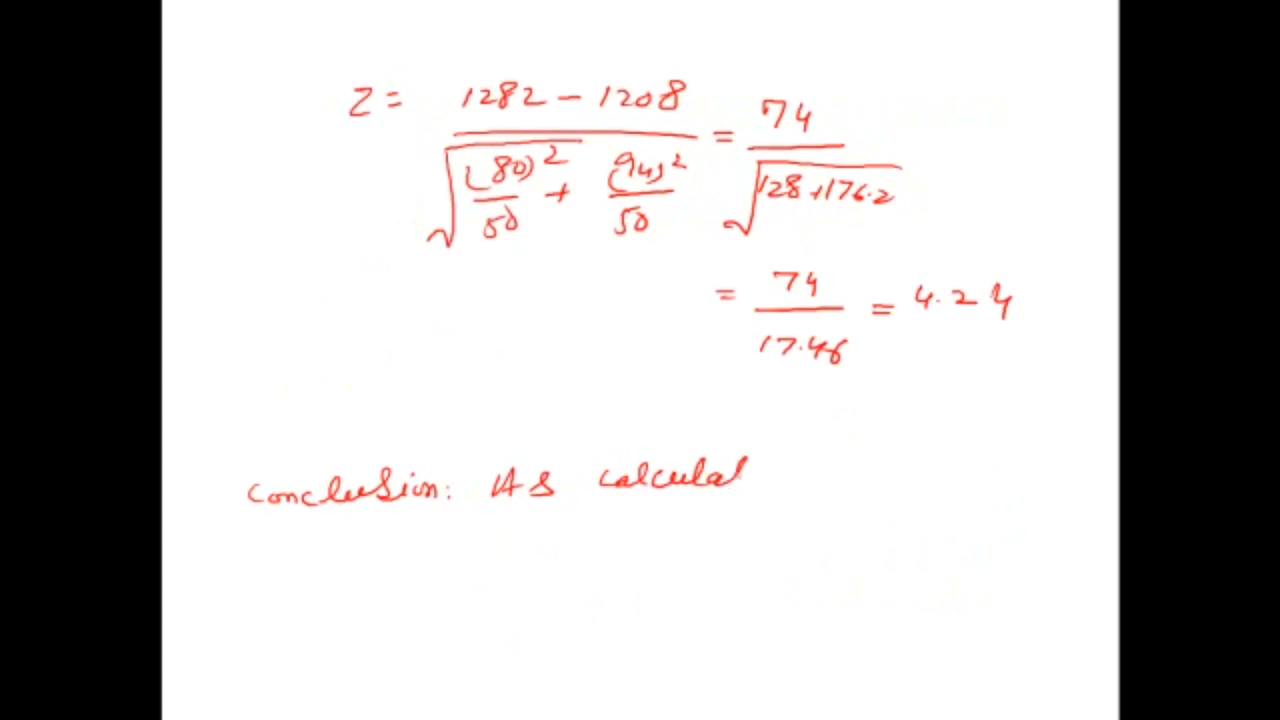 Z = 1282 - 1208 / √((80)²/50 + (94)²/50) = 74 / √(128+176.2)
= 74 / 17.46 = 4.24
Conclusion: As calculat